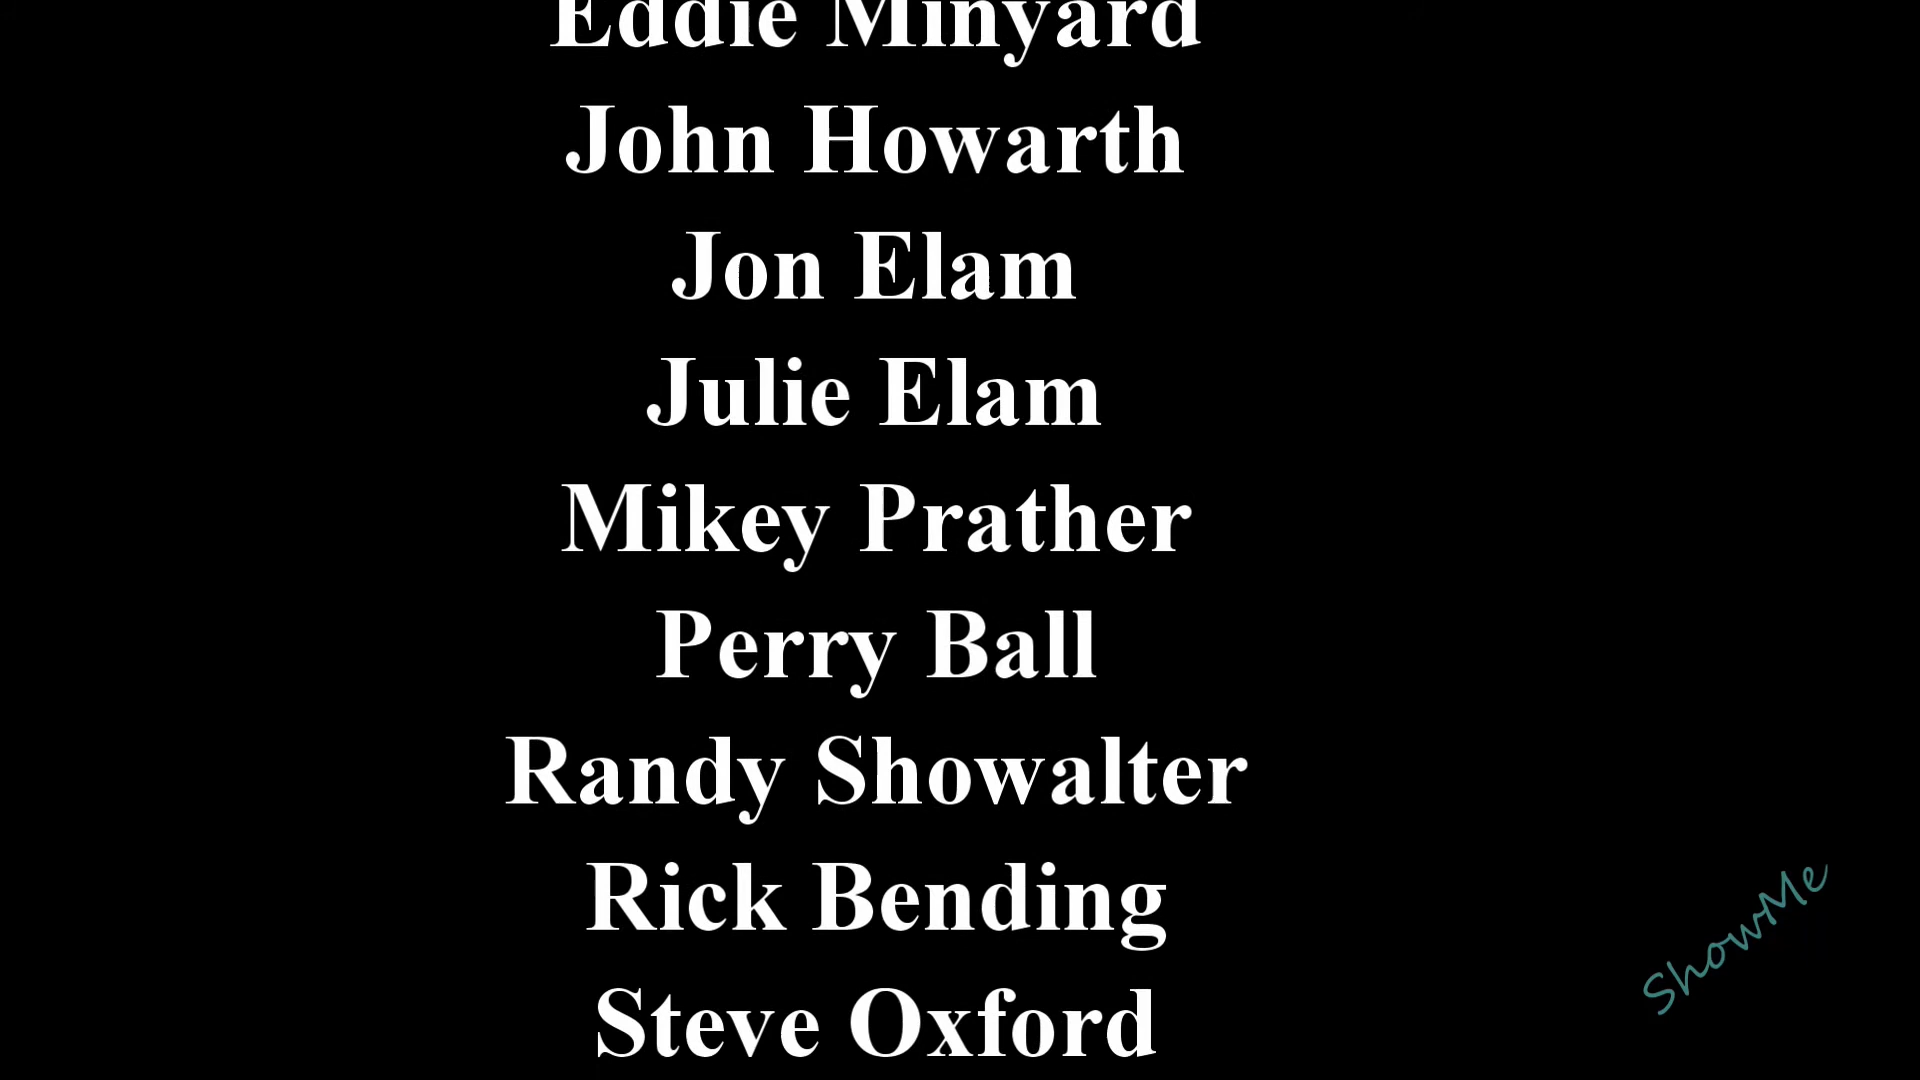 Eddie Minyard
John Howarth
Jon Elam
Julie Elam
Mikey Prather
Perry Ball
Randy Showalter
Rick Bending
Steve Oxford
ShowMe